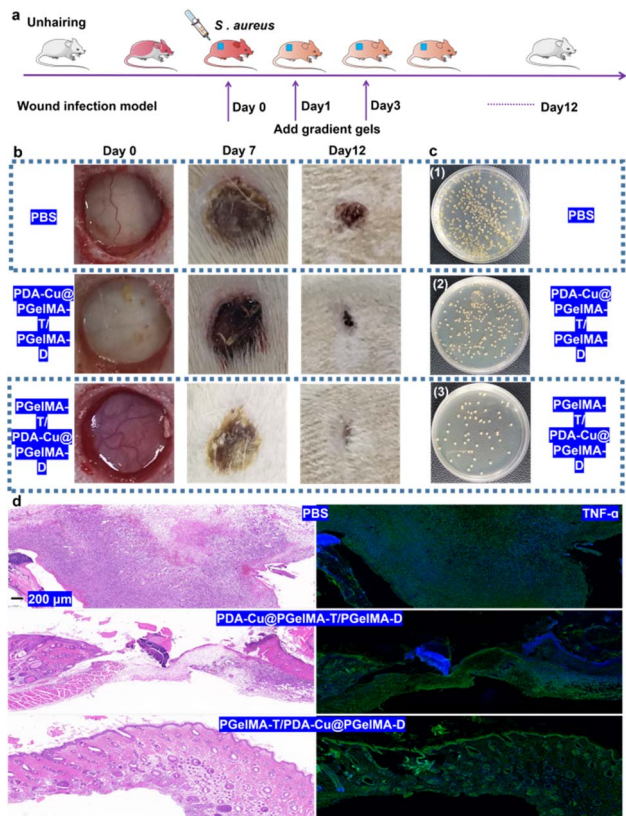 a
Unhairing
S . aureus
Wound infection model
Day 0
Day1
Day3
Day12
Add gradient gels
b
Day 0
Day 7
Day12
c
PBS
(1)
PBS
PDA-Cu@
PGelMA-
T/
PGelMA-
D
(2)
PDA-Cu@
PGelMA-
T/
PGelMA-
D
PGelMA-
T/
PDA-Cu@
PGelMA-
D
(3)
PGelMA-
T/
PDA-Cu@
PGelMA-
D
d
PBS
TNF-α
200 μm
PDA-Cu@PGelMA-T/PGelMA-D
PGelMA-T/PDA-Cu@PGelMA-D